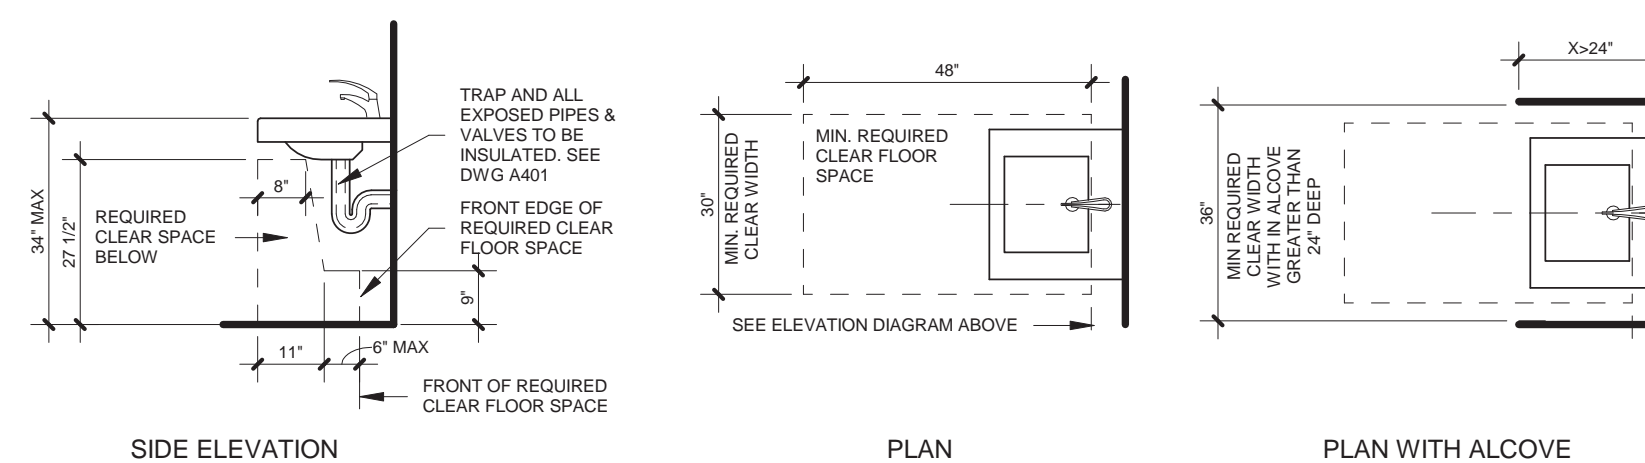 TRAP AND ALL
EXPOSED PIPES &
VALVES TO BE
INSULATED. SEE
DWG A401
FRONT EDGE OF
REQUIRED CLEAR
FLOOR SPACE
34" MAX
27 1/2"
8"
REQUIRED
CLEAR SPACE
BELOW
9"
11"
6" MAX
FRONT OF REQUIRED
CLEAR FLOOR SPACE
SIDE ELEVATION
48"
30"
MIN. REQUIRED
CLEAR WIDTH
MIN. REQUIRED
CLEAR FLOOR
SPACE
SEE ELEVATION DIAGRAM ABOVE
PLAN
X>24"
36"
MIN REQUIRED
CLEAR WIDTH
WITH IN ALCOVE
GREATER THAN
24" DEEP
PLAN WITH ALCOVE